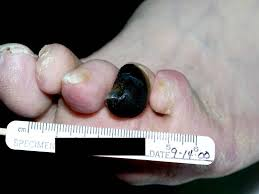 cm
SPECIMEN
DATE 9-14-00